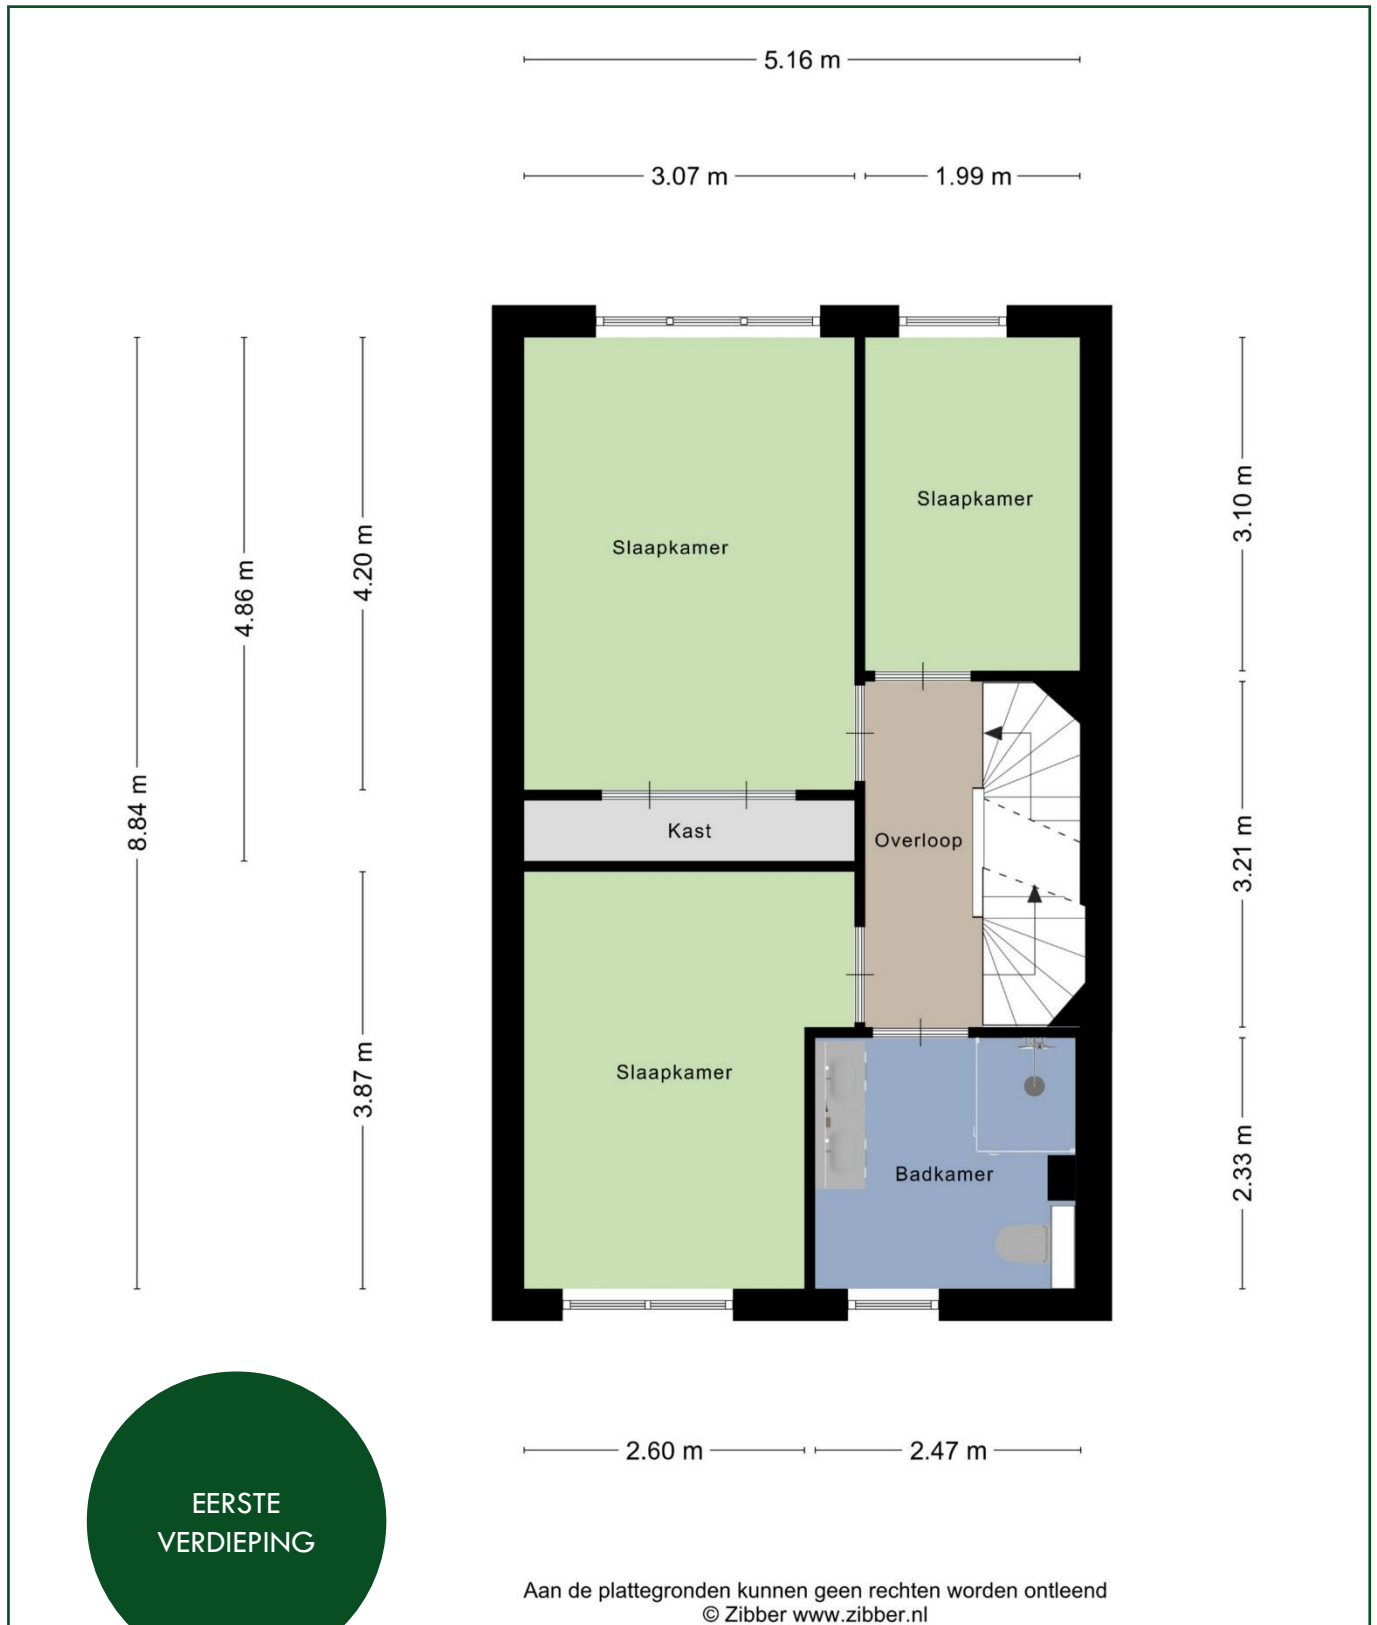 5.16 m
3.07 m
1.99 m
Slaapkamer
Slaapkamer
3.10 m
4.20 m
4.86 m
8.84 m
Kast
Overloop
3.21 m
Slaapkamer
3.87 m
Badkamer
2.33 m
2.60 m
2.47 m
EERSTE
VERDIEPING
Aan de plattegronden kunnen geen rechten worden ontleend
© Zibber www.zibber.nl